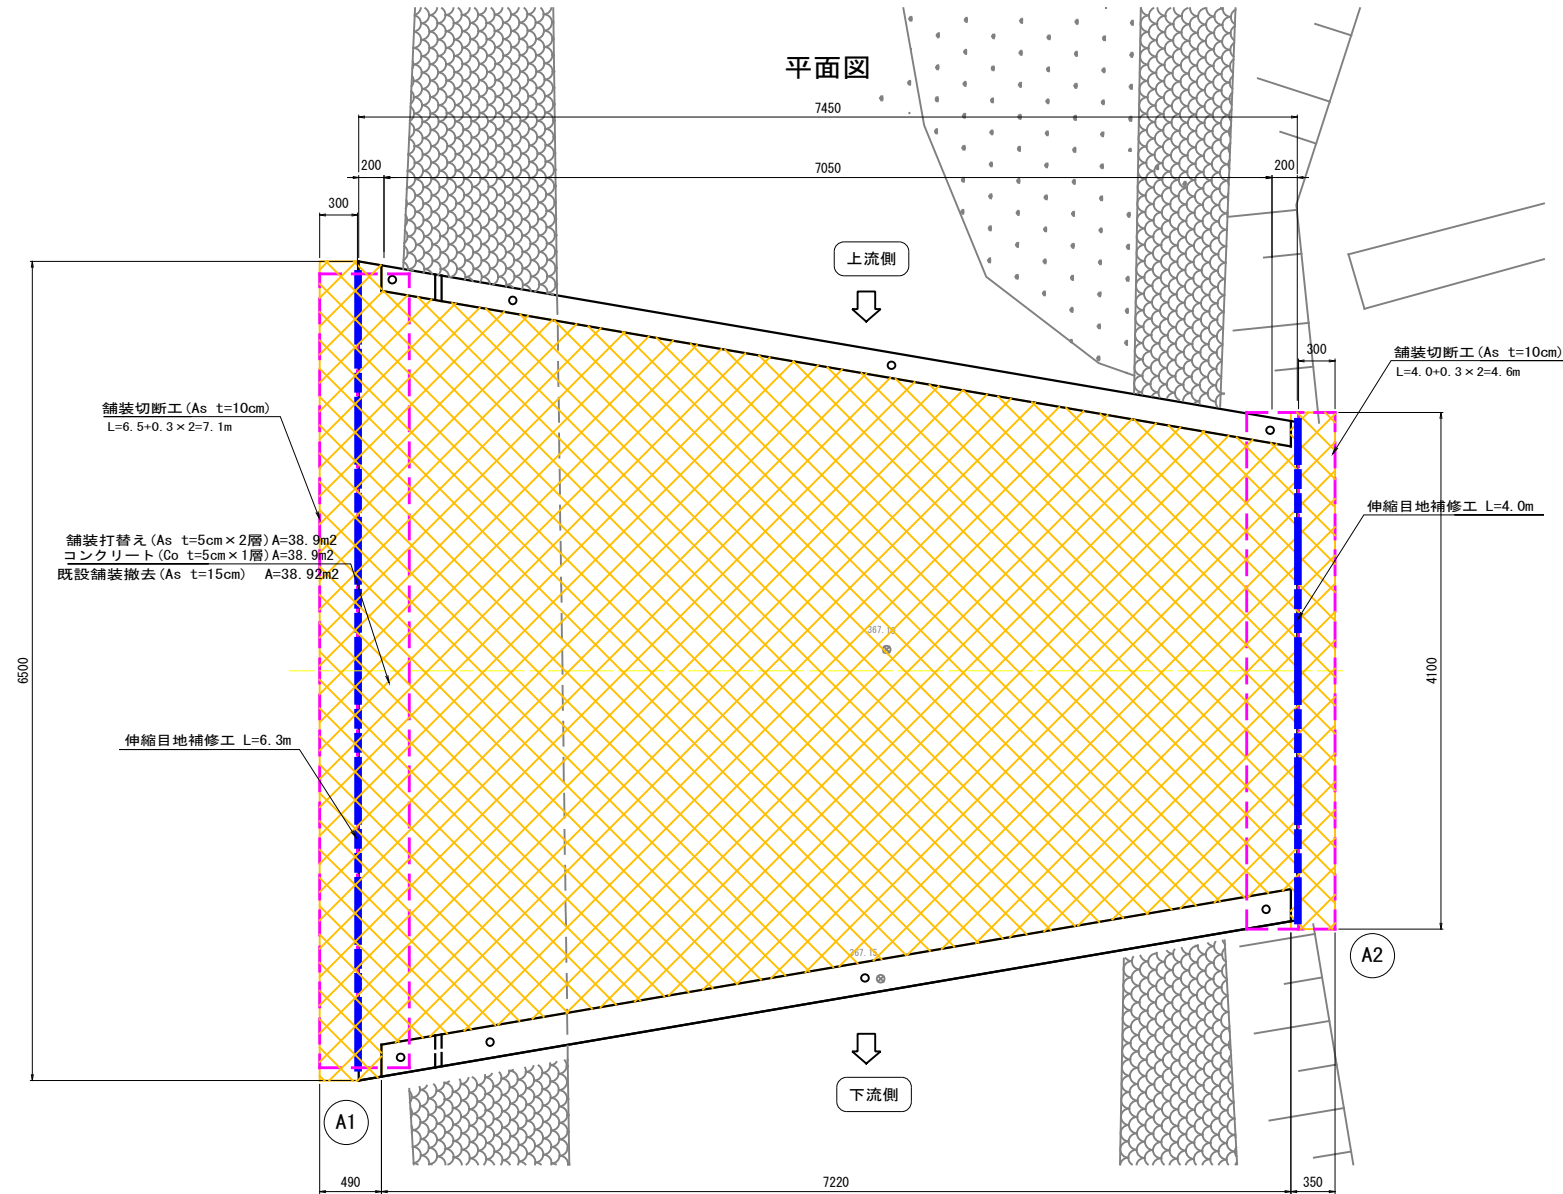 平面図
7450
200
7050
200
300
上流側
300
舗装切断工(As t=10cm)
L=4.0+0.3×2=4.6m
舗装切断工(As t=10cm)
L=6.5+0.3×2=7.1m
伸縮目地補修工 L=4.0m
舗装打替え(As t=5cm×2層)A=38.9m2
コンクリート(Co t=5cm×1層)A=38.9m2
既設舗装撤去(As t=15cm) A=38.92m2
367.15
6500
4100
伸縮目地補修工 L=6.3m
367.15
A2
下流側
A1
490
7220
350